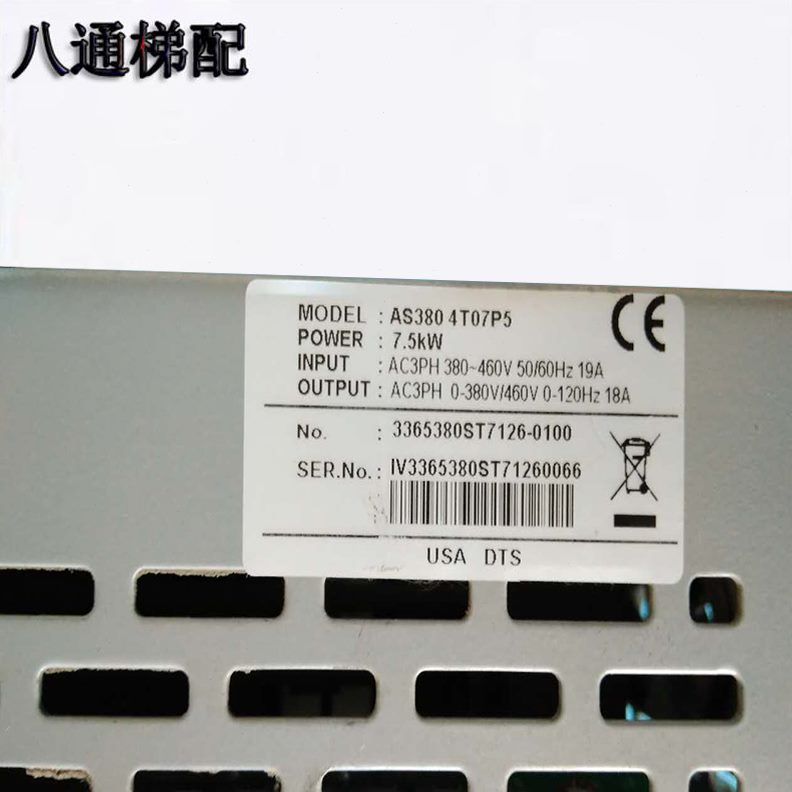 八通梯配
MODEL : AS380 4T07P5
POWER : 7.5kW
INPUT : AC3PH 380~460V 50/60Hz 19A
OUTPUT : AC3PH 0-380V/460V 0-120Hz 18A
CE
No. : 3365380ST7126-0100
SER.No. : IV3365380ST71260066
USA DTS